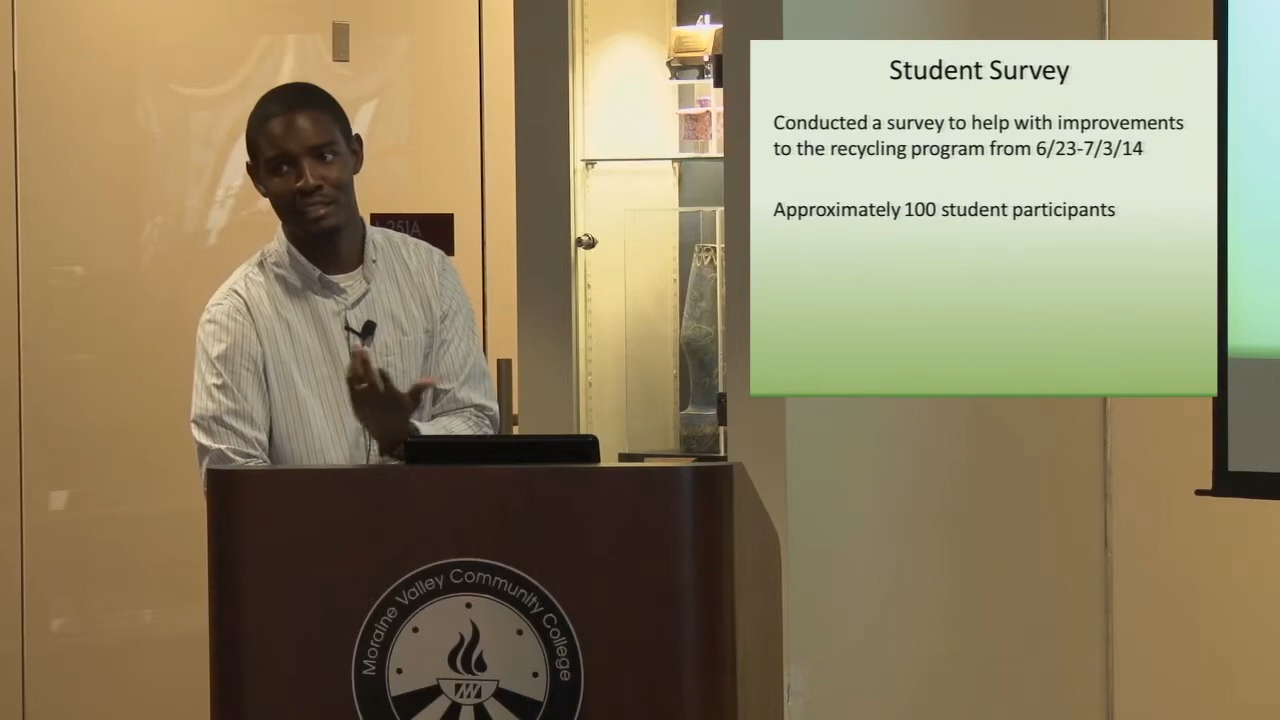 Student Survey
Conducted a survey to help with improvements
to the recycling program from 6/23-7/3/14
Approximately 100 student participants
251A
Moraine Valley Community College